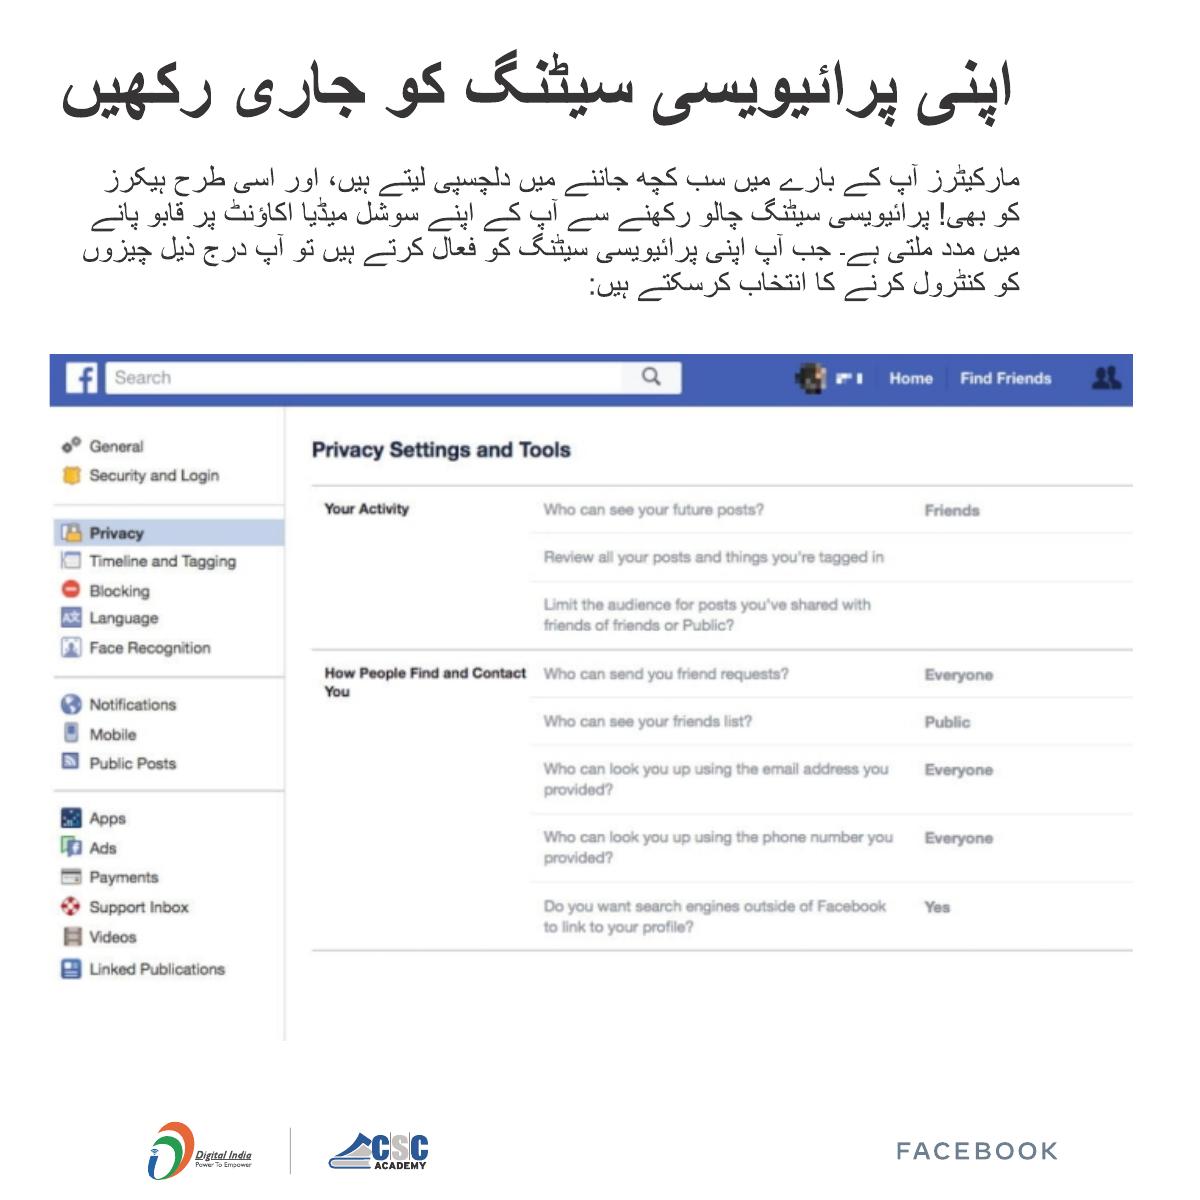 اپنی پرائیویسی سیٹنگ کو جاری رکھیں
مارکیٹرز آپ کے بارے میں سب کچھ جاننے میں دلچسپی لیتے ہیں، اور اسی طرح ہیکرز
کو بھی! پرائیویسی سیٹنگ چالو رکھنے سے آپ کے اپنے سوشل میڈیا اکاؤنٹ پر قابو پانے
میں مدد ملتی ہے۔ جب آپ اپنی پرائیویسی سیٹنگ کو فعال کرتے ہیں تو آپ درج ذیل چیزوں
کو کنٹرول کرنے کا انتخاب کرسکتے ہیں:
f Search Home Find Friends
General
Security and Login
Privacy
Timeline and Tagging
Blocking
Language
Face Recognition
Notifications
Mobile
Public Posts
Apps
Ads
Payments
Support Inbox
Videos
Linked Publications
Privacy Settings and Tools
Your Activity Who can see your future posts? Friends
Review all your posts and things you're tagged in
Limit the audience for posts you've shared with
friends of friends or Public?
How People Find and Contact Who can send you friend requests? Everyone
You
Who can see your friends list? Public
Who can look you up using the email address you Everyone
provided?
Who can look you up using the phone number you Everyone
provided?
Do you want search engines outside of Facebook Yes
to link to your profile?
Digital India
Power To Empower
CSC
ACADEMY
FACEBOOK